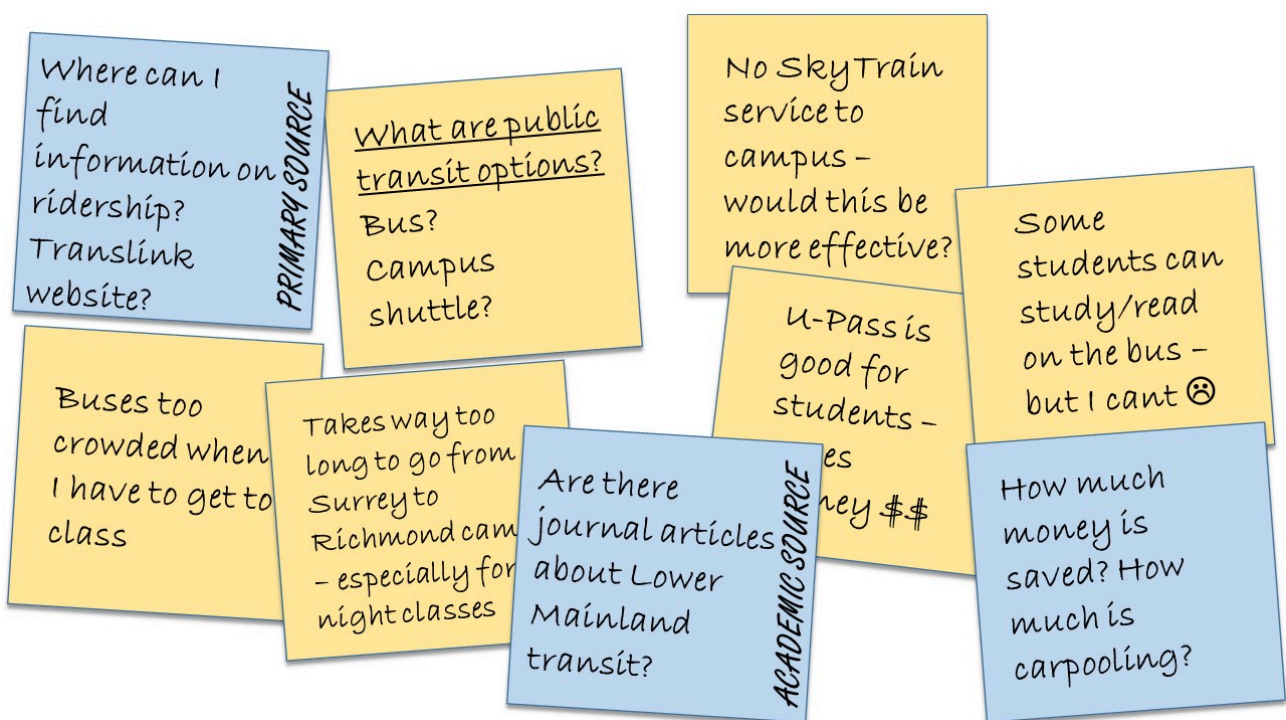 Where can I
find
information on
ridership?
Translink
website?
PRIMARY SOURCE
What are public
transit options?
Bus?
Campus
shuttle?
No SkyTrain
service to
campus –
would this be
more effective?
Some
students can
study/read
on the bus –
but I cant ☹
U-Pass is
good for
students –
$$
Buses too
crowded when
I have to get to
class
Takes way too
long to go from
Surrey to
Richmond cam
– especially for
night classes
Are there
journal articles
about Lower
Mainland
transit?
ACADEMIC SOURCE
How much
money is
saved? How
much is
carpooling?